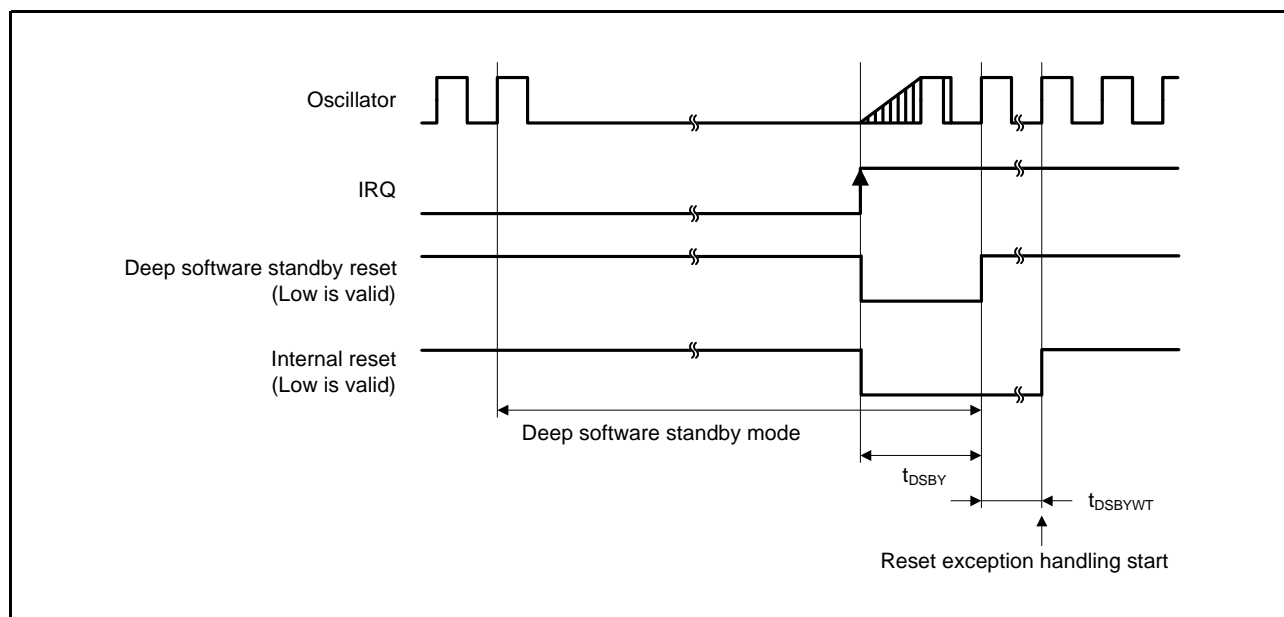 Oscillator
IRQ
Deep software standby reset
(Low is valid)
Internal reset
(Low is valid)
Deep software standby mode
tDSBY
tDSBYWT
Reset exception handling start